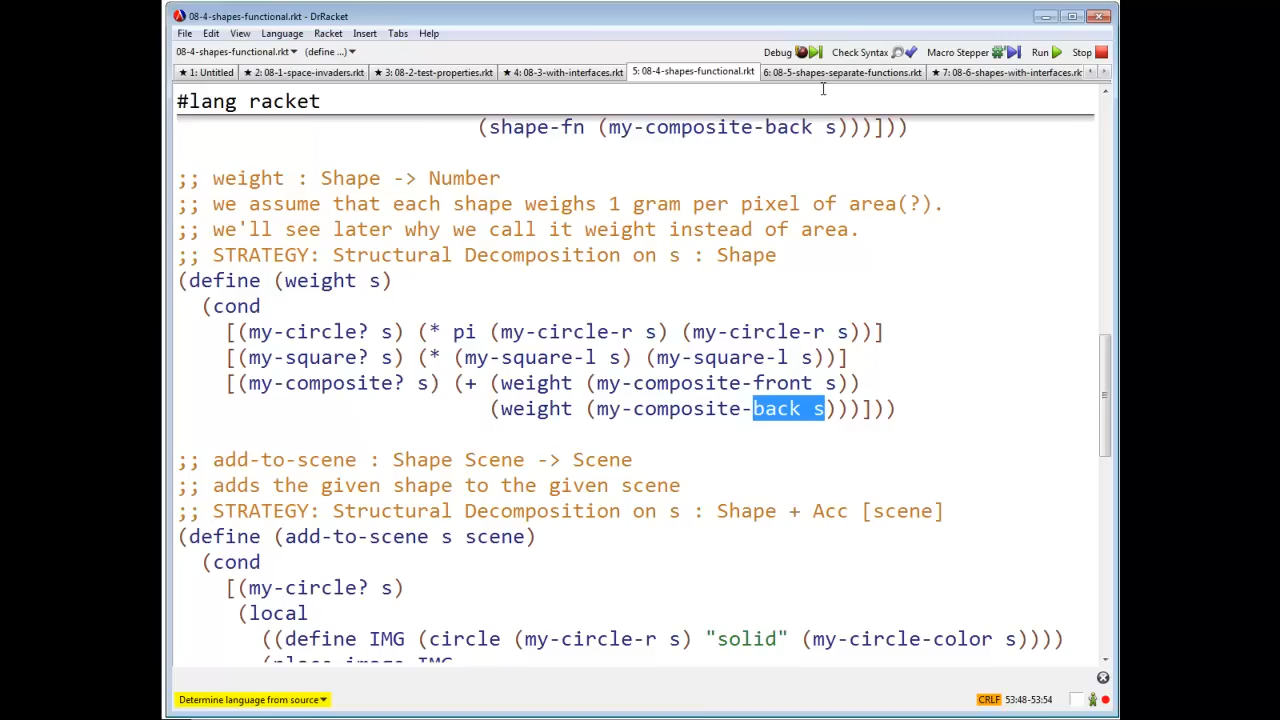 08-4-shapes-functional.rkt - DrRacket
File Edit View Language Racket Insert Tabs Help
08-4-shapes-functional.rkt▾ (define ...)▾ Debug Check Syntax Macro Stepper Run Stop
★ 1: Untitled ★ 2: 08-1-space-invaders.rkt ★ 3: 08-2-test-properties.rkt ★ 4: 08-3-with-interfaces.rkt 5: 08-4-shapes-functional.rkt 6: 08-5-shapes-separate-functions.rkt ★ 7: 08-6-shapes-with-interfaces.rkt
#lang racket
(shape-fn (my-composite-back s)))]))
;; weight : Shape -> Number
;; we assume that each shape weighs 1 gram per pixel of area(?).
;; we'll see later why we call it weight instead of area.
;; STRATEGY: Structural Decomposition on s : Shape
(define (weight s)
(cond
[(my-circle? s) (* pi (my-circle-r s) (my-circle-r s))]
[(my-square? s) (* (my-square-l s) (my-square-l s))]
[(my-composite? s) (+ (weight (my-composite-front s))
(weight (my-composite-back s)))]))
;; add-to-scene : Shape Scene -> Scene
;; adds the given shape to the given scene
;; STRATEGY: Structural Decomposition on s : Shape + Acc [scene]
(define (add-to-scene s scene)
(cond
[(my-circle? s)
(local
((define IMG (circle (my-circle-r s) "solid" (my-circle-color s))))
(place-image IMG
Determine language from source▾ CRLF 53:48-53:54